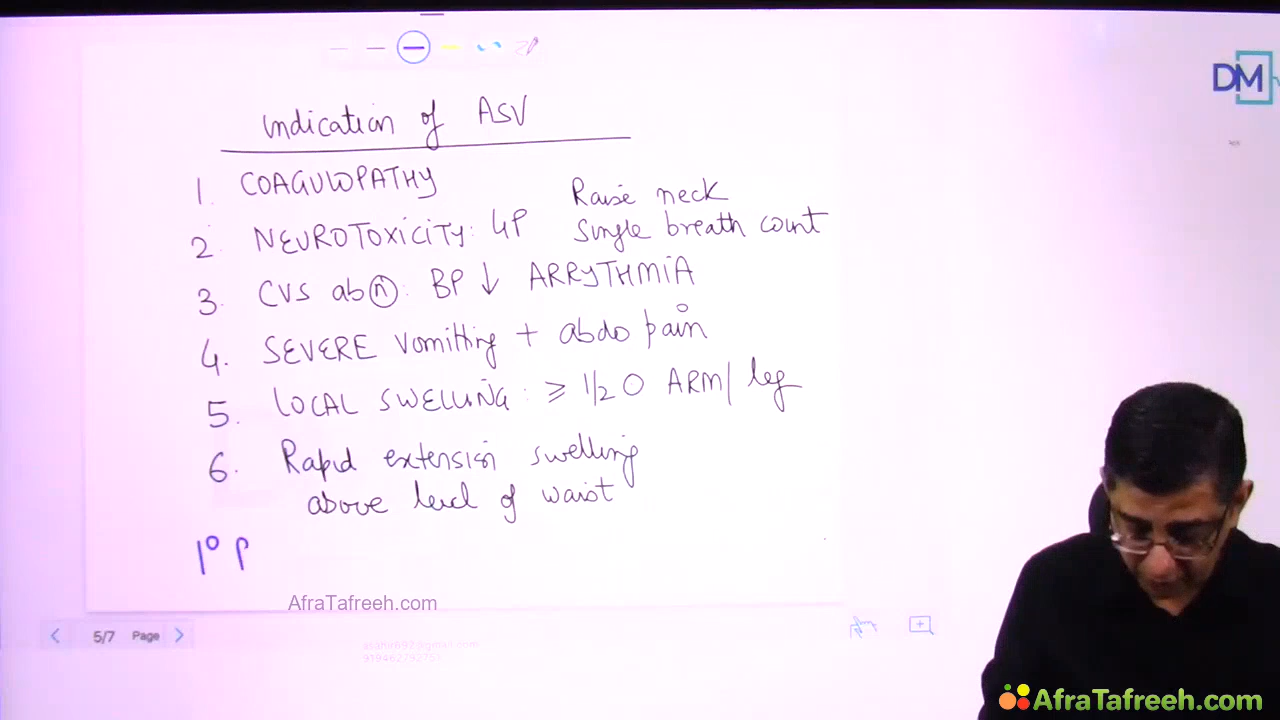 DM
Indication of ASV
1. COAGULOPATHY
2. NEUROTOXICITY: LP Raise neck
Single breath count
3. CVS abⓝ: BP ↓ ARRYTHMIA
4. SEVERE vomitting + abdo pain
5. LOCAL SWELLING: ≥ 1/2 O ARM/leg
6. Rapid extension swelling
above level of waist
1° P
AfraTafreeh.com
5/7 Page
AfraTafreeh.com